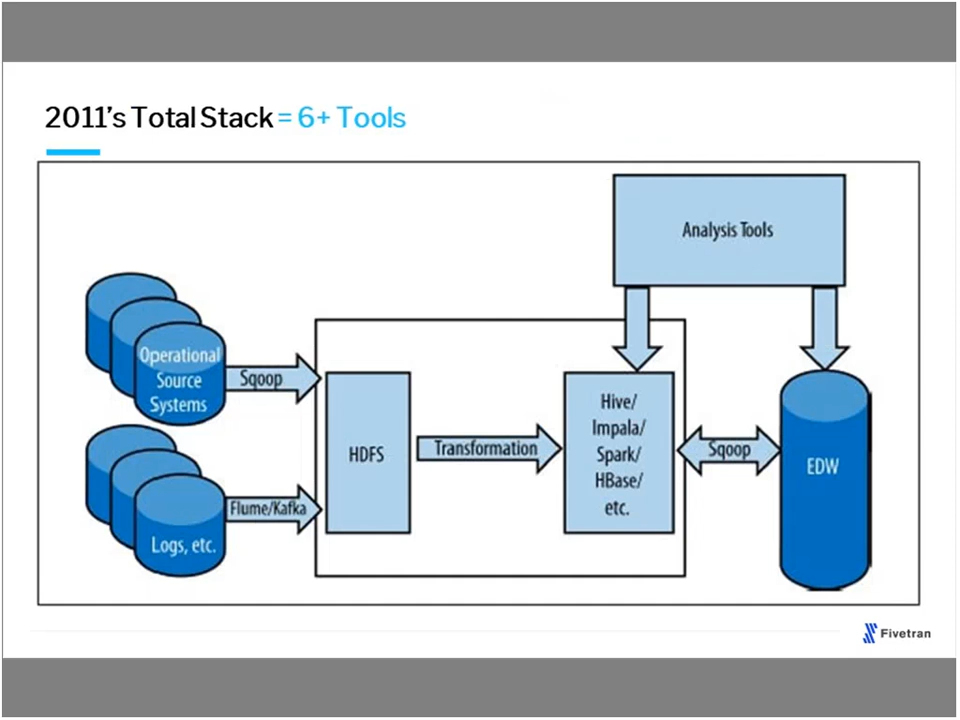 2011's Total Stack = 6+ Tools
Analysis Tools
Operational
Source
Systems
Sqoop
HDFS
Transformation
Hive/
Impala/
Spark/
HBase/
etc.
Sqoop
EDW
Flume/Kafka
Logs, etc.
Fivetran